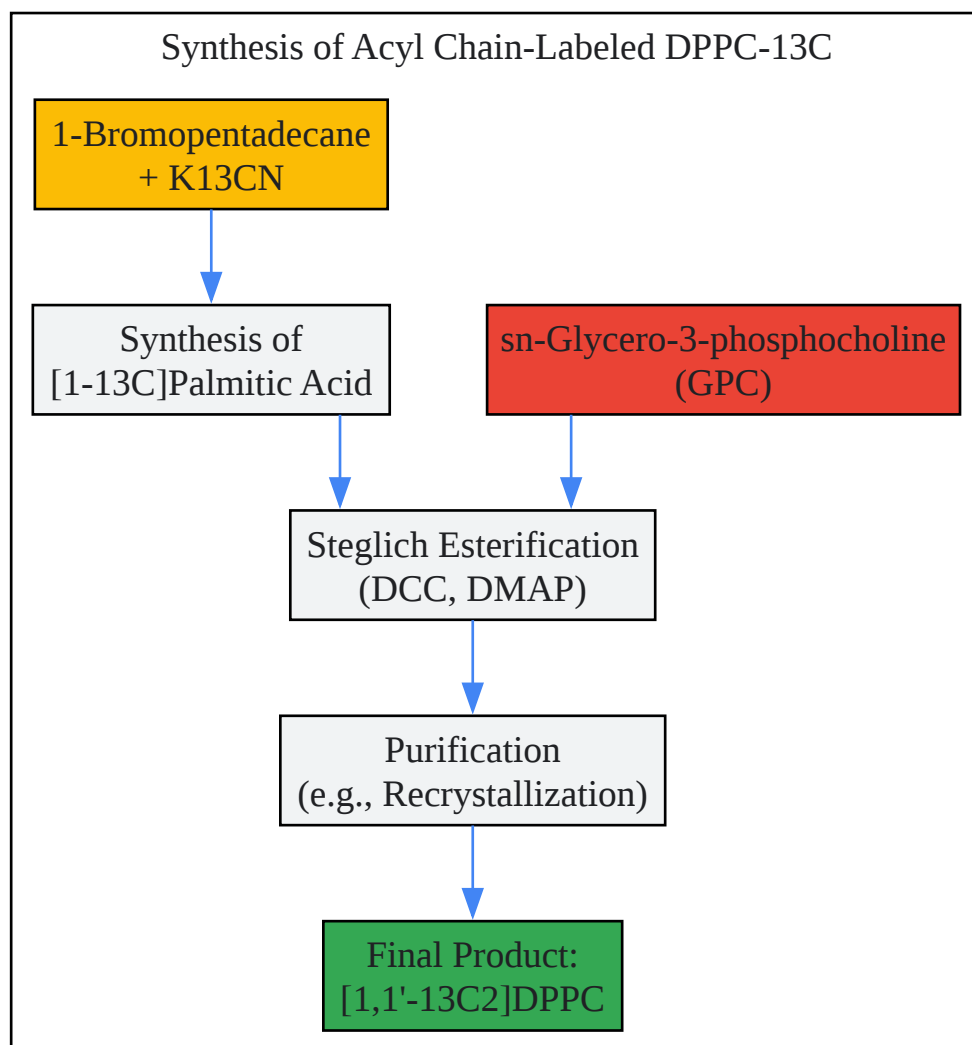 Synthesis of Acyl Chain-Labeled DPPC-13C
1-Bromopentadecane
+ K13CN
Synthesis of
[1-13C]Palmitic Acid
sn-Glycero-3-phosphocholine
(GPC)
Steglich Esterification
(DCC, DMAP)
Purification
(e.g., Recrystallization)
Final Product:
[1,1'-13C2]DPPC